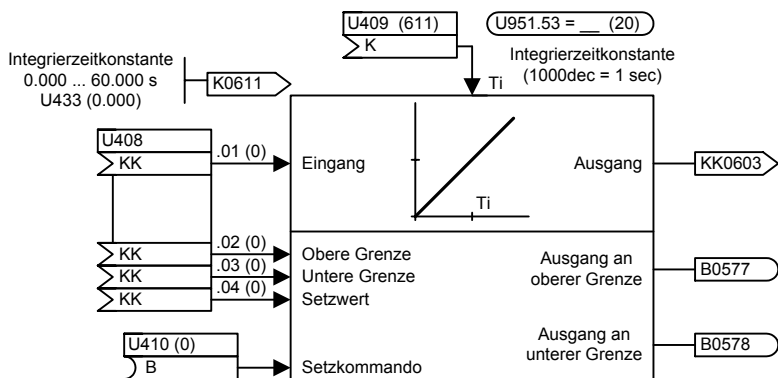 U409 (611)
K
U951.53 = __ (20)
Integrierzeitkonstante
0.000 ... 60.000 s
U433 (0.000)
K0611
Ti
Integrierzeitkonstante
(1000dec = 1 sec)
U408
KK
.01 (0)
Eingang
Ti
Ausgang
KK0603
KK
.02 (0)
Obere Grenze
KK
.03 (0)
Untere Grenze
KK
.04 (0)
Setzwert
Ausgang an
oberer Grenze
B0577
U410 (0)
B
Setzkommando
Ausgang an
unterer Grenze
B0578